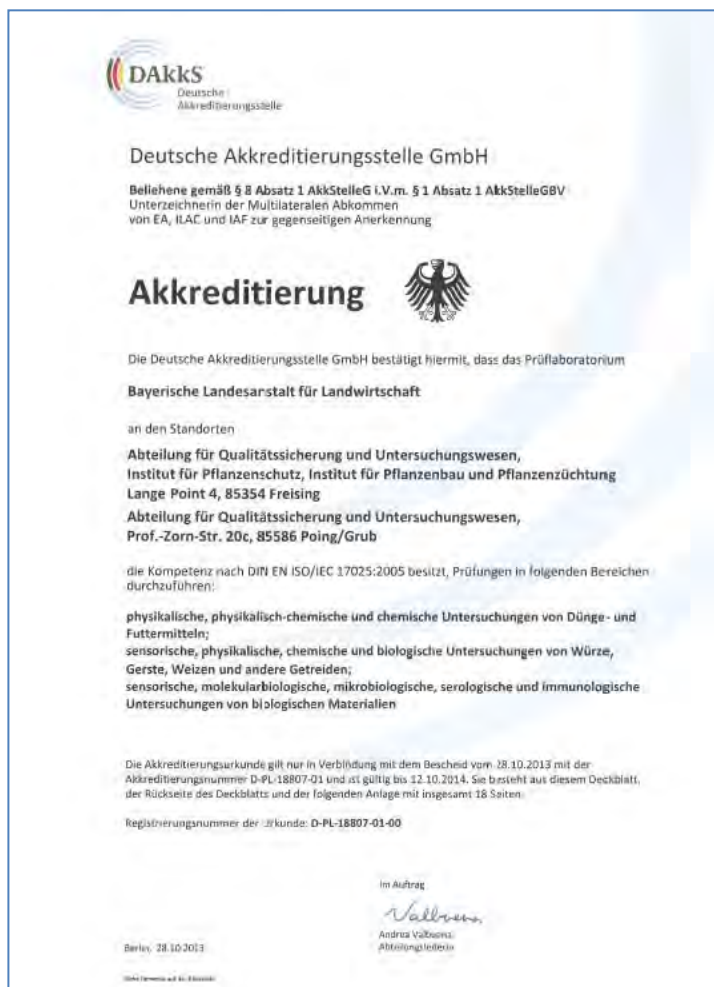 DAkkS
Deutsche
Akkreditierungsstelle
Deutsche Akkreditierungsstelle GmbH
Beliehene gemäß § 8 Absatz 1 AkkStelleG i.V.m. § 1 Absatz 1 AkkStelleGBV
Unterzeichnerin der Multilateralen Abkommen
von EA, ILAC und IAF zur gegenseitigen Anerkennung
Akkreditierung
Die Deutsche Akkreditierungsstelle GmbH bestätigt hiermit, dass das Prüflaboratorium
Bayerische Landesanstalt für Landwirtschaft
an den Standorten
Abteilung für Qualitätssicherung und Untersuchungswesen,
Institut für Pflanzenschutz, Institut für Pflanzenbau und Pflanzenzüchtung
Lange Point 4, 85354 Freising
Abteilung für Qualitätssicherung und Untersuchungswesen,
Prof.-Zorn-Str. 20c, 85586 Poing/Grub
die Kompetenz nach DIN EN ISO/IEC 17025:2005 besitzt, Prüfungen in folgenden Bereichen
durchzuführen:
physikalische, physikalisch-chemische und chemische Untersuchungen von Dünge- und
Futtermitteln;
sensorische, physikalische, chemische und biologische Untersuchungen von Würze,
Gerste, Weizen und andere Getreiden;
sensorische, molekularbiologische, mikrobiologische, serologische und immunologische
Untersuchungen von biologischen Materialien
Die Akkreditierungsurkunde gilt nur in Verbindung mit dem Bescheid vom 28.10.2013 mit der
Akkreditierungsnummer D-PL-18807-01 und ist gültig bis 12.10.2014. Sie besteht aus diesem Deckblatt,
der Rückseite des Deckblatts und der folgenden Anlage mit insgesamt 18 Seiten.
Registrierungsnummer der Urkunde: D-PL-18807-01-00
Im Auftrag
Valbuena
Andrea Valbuena
Abteilungsleiterin
Berlin, 28.10.2013